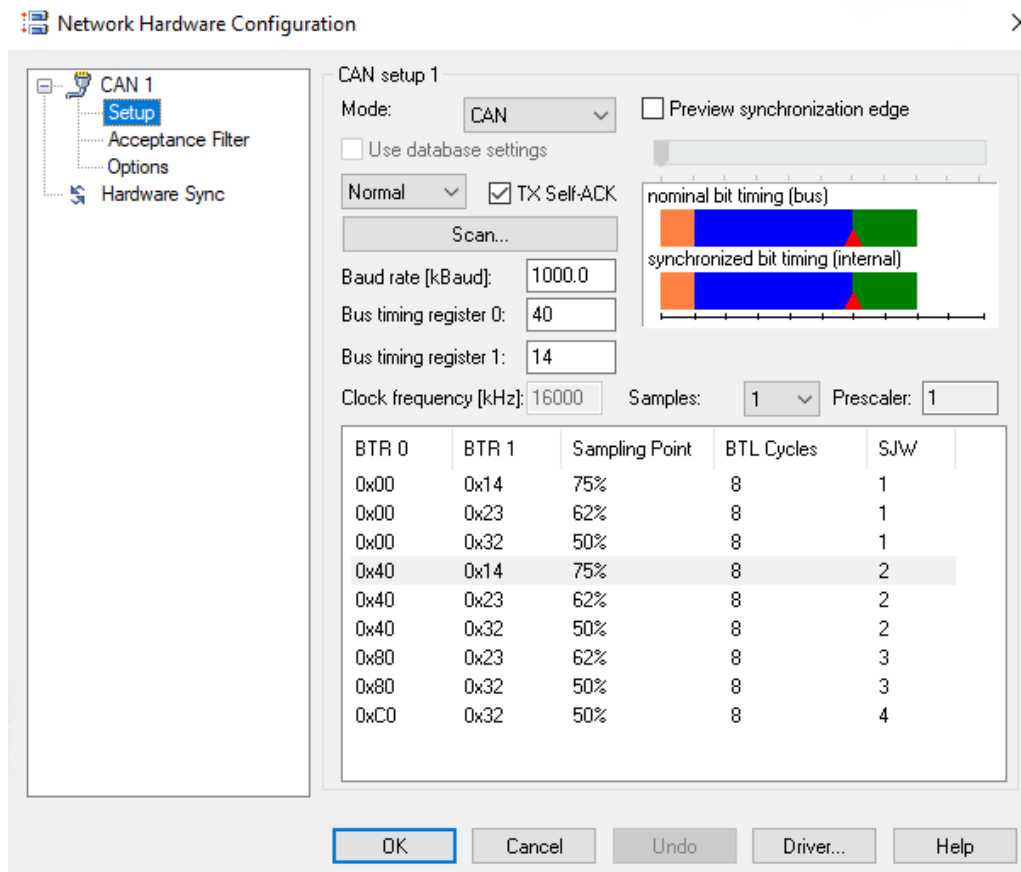 Network Hardware Configuration
CAN 1
Setup
Acceptance Filter
Options
Hardware Sync
CAN setup 1
Mode: CAN
Preview synchronization edge
Use database settings
Normal TX Self-ACK
Scan...
nominal bit timing (bus)
synchronized bit timing (internal)
Baud rate [kBaud]: 1000.0
Bus timing register 0: 40
Bus timing register 1: 14
Clock frequency [kHz]: 16000 Samples: 1 Prescaler: 1
BTR 0 BTR 1 Sampling Point BTL Cycles SJW
0x00 0x14 75% 8 1
0x00 0x23 62% 8 1
0x00 0x32 50% 8 1
0x40 0x14 75% 8 2
0x40 0x23 62% 8 2
0x40 0x32 50% 8 2
0x80 0x23 62% 8 3
0x80 0x32 50% 8 3
0xC0 0x32 50% 8 4
OK Cancel Undo Driver... Help